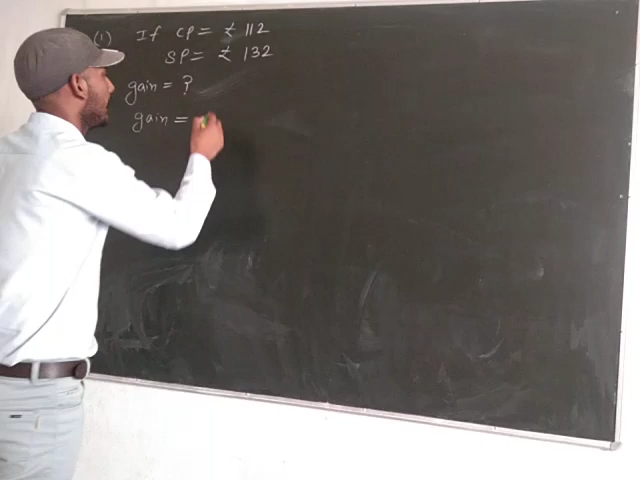 (1) If CP = ₹ 112
SP = ₹ 132
gain = ?
gain =